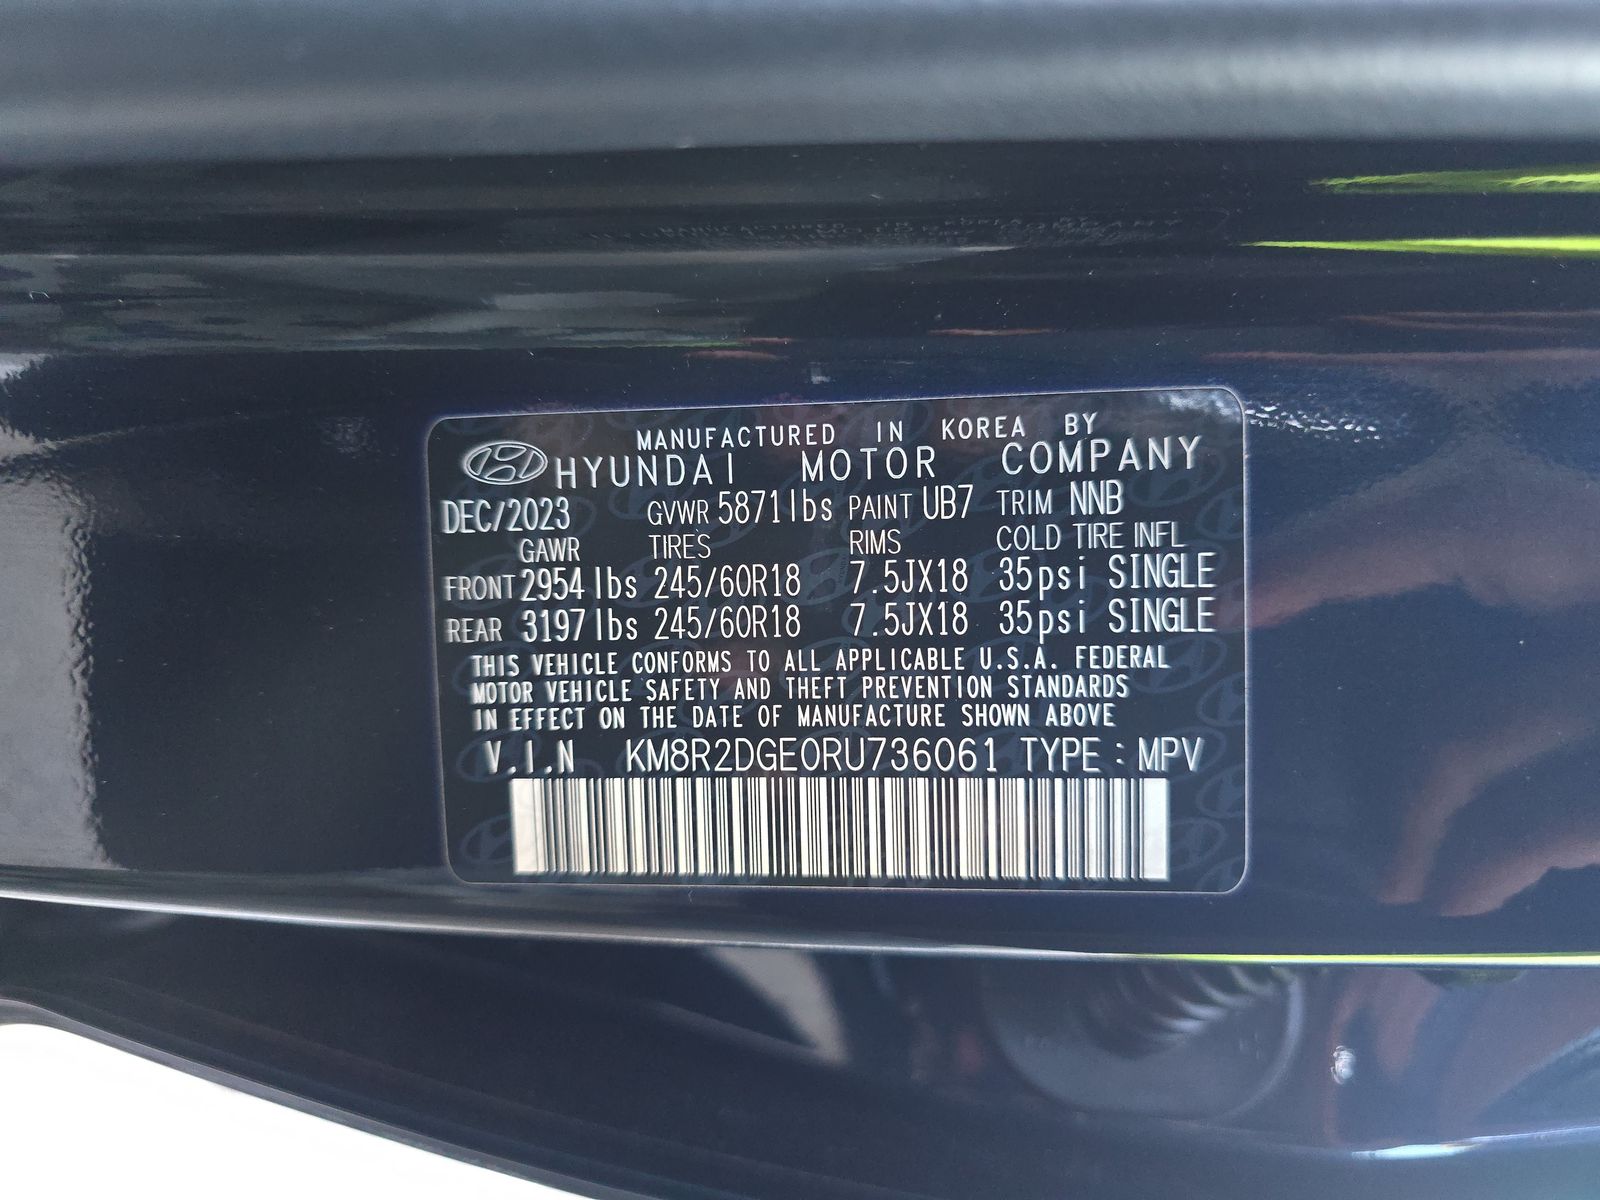 MANUFACTURED IN KOREA BY
HYUNDAI MOTOR COMPANY
DEC/2023 GVWR 5871lbs PAINT UB7 TRIM NNB
GAWR TIRES RIMS COLD TIRE INFL
FRONT 2954lbs 245/60R18 7.5JX18 35psi SINGLE
REAR 3197lbs 245/60R18 7.5JX18 35psi SINGLE
THIS VEHICLE CONFORMS TO ALL APPLICABLE U.S.A. FEDERAL
MOTOR VEHICLE SAFETY AND THEFT PREVENTION STANDARDS
IN EFFECT ON THE DATE OF MANUFACTURE SHOWN ABOVE
V.I.N KM8R2DGE0RU736061 TYPE : MPV